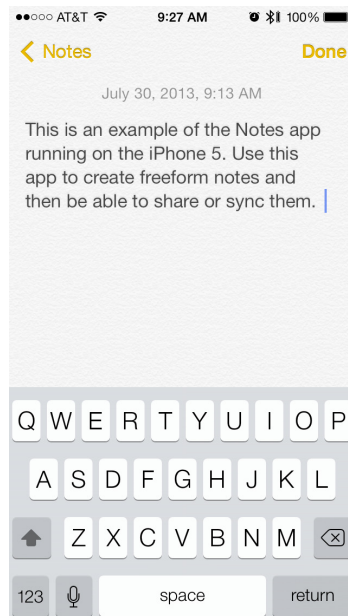 AT&T 9:27 AM 100%
Notes Done
July 30, 2013, 9:13 AM
This is an example of the Notes app
running on the iPhone 5. Use this
app to create freeform notes and
then be able to share or sync them.
Q W E R T Y U I O P
A S D F G H J K L
Z X C V B N M
123 space return